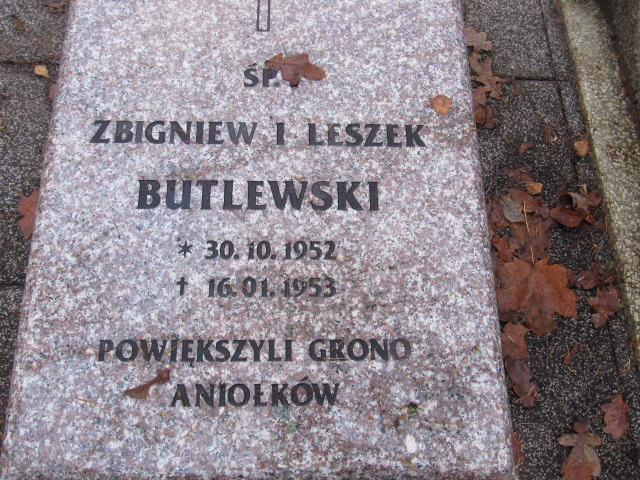 ŚP.
ZBIGNIEW I LESZEK
BUTLEWSKI
* 30.10.1952
† 16.01.1953
POWIĘKSZYLI GRONO
ANIOŁKÓW